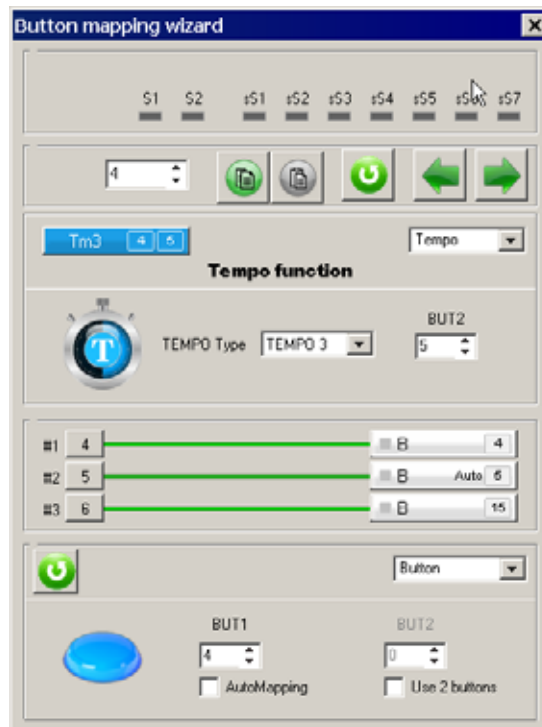 Button mapping wizard
S1 S2 sS1 sS2 sS3 sS4 sS5 sS6 sS7
4
Tm3 4 5 Tempo
Tempo function
BUT2
T TEMPO Type TEMPO 3 5
#1 4 B 4
#2 5 B Auto 5
#3 6 B 15
Button
BUT1 BUT2
4 0
AutoMapping Use 2 buttons